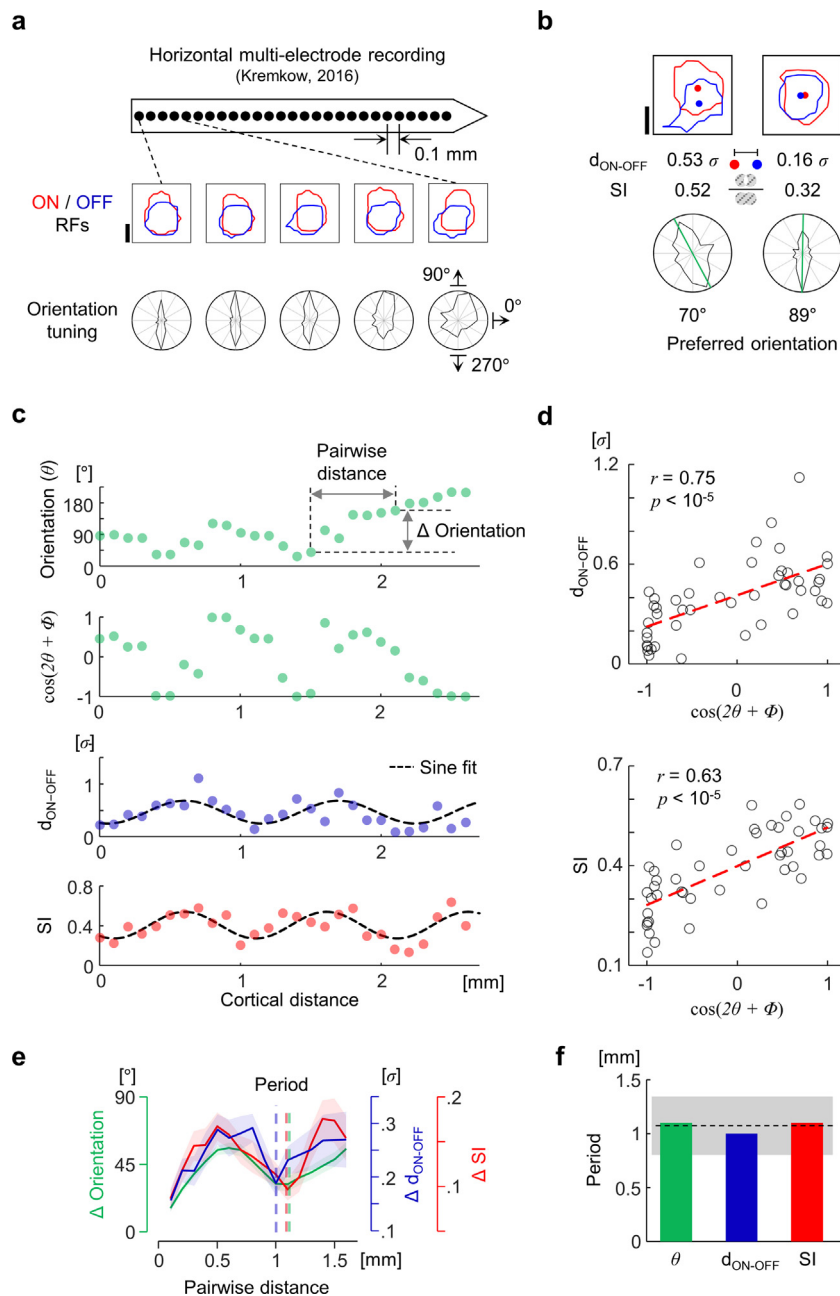 a
Horizontal multi-electrode recording
(Kremkow, 2016)
0.1 mm
ON / OFF
RFs
Orientation
tuning
90°
0°
270°
b
d_ON-OFF 0.53 σ 0.16 σ
SI 0.52 0.32
70° 89°
Preferred orientation
c
Orientation (θ)
[°]
180
90
0
0 1 2
Pairwise
distance
Δ Orientation
cos(2θ + Φ)
1
0
-1
0 1 2
d_ON−OFF
[σ]
1
0
0 1 2
Sine fit
SI
0.8
0.4
0
0 1 2
Cortical distance [mm]
d
[σ]
d_ON-OFF
1.2
0.6
0
r = 0.75
p < 10^-5
-1 0 1
cos(2θ + Φ)
SI
0.7
0.4
0.1
r = 0.63
p < 10^-5
-1 0 1
cos(2θ + Φ)
e
Δ Orientation
[°]
90
45
0
Period
[σ]
.3
.2
.1
Δ d_ON-OFF
.2
.1
Δ SI
0 0.5 1 1.5 [mm]
Pairwise distance
f
[mm]
Period
1.5
1
0.5
0
θ d_ON-OFF SI